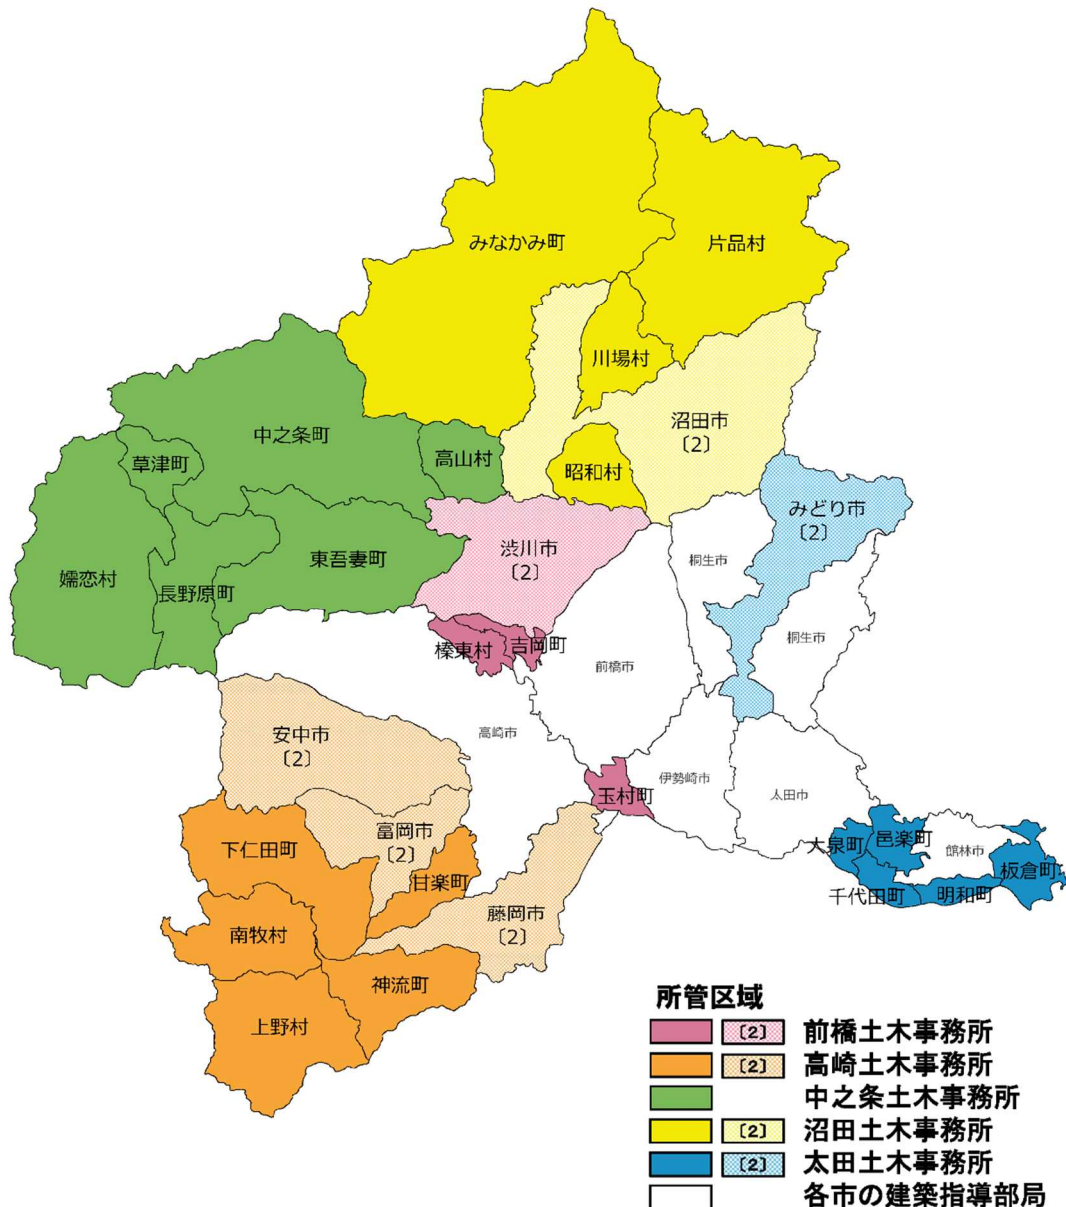 みなかみ町
片品村
川場村
沼田市
〔2〕
中之条町
高山村
草津町
昭和村
みどり市
〔2〕
渋川市
〔2〕
桐生市
東吾妻町
嬬恋村
長野原町
桐生市
榛東村
吉岡町
前橋市
安中市
〔2〕
高崎市
玉村町
伊勢崎市
太田市
富岡市
〔2〕
下仁田町
甘楽町
大泉町
邑楽町
館林市
板倉町
千代田町
明和町
藤岡市
〔2〕
南牧村
神流町
上野村
所管区域
〔2〕 前橋土木事務所
〔2〕 高崎土木事務所
中之条土木事務所
〔2〕 沼田土木事務所
〔2〕 太田土木事務所
各市の建築指導部局